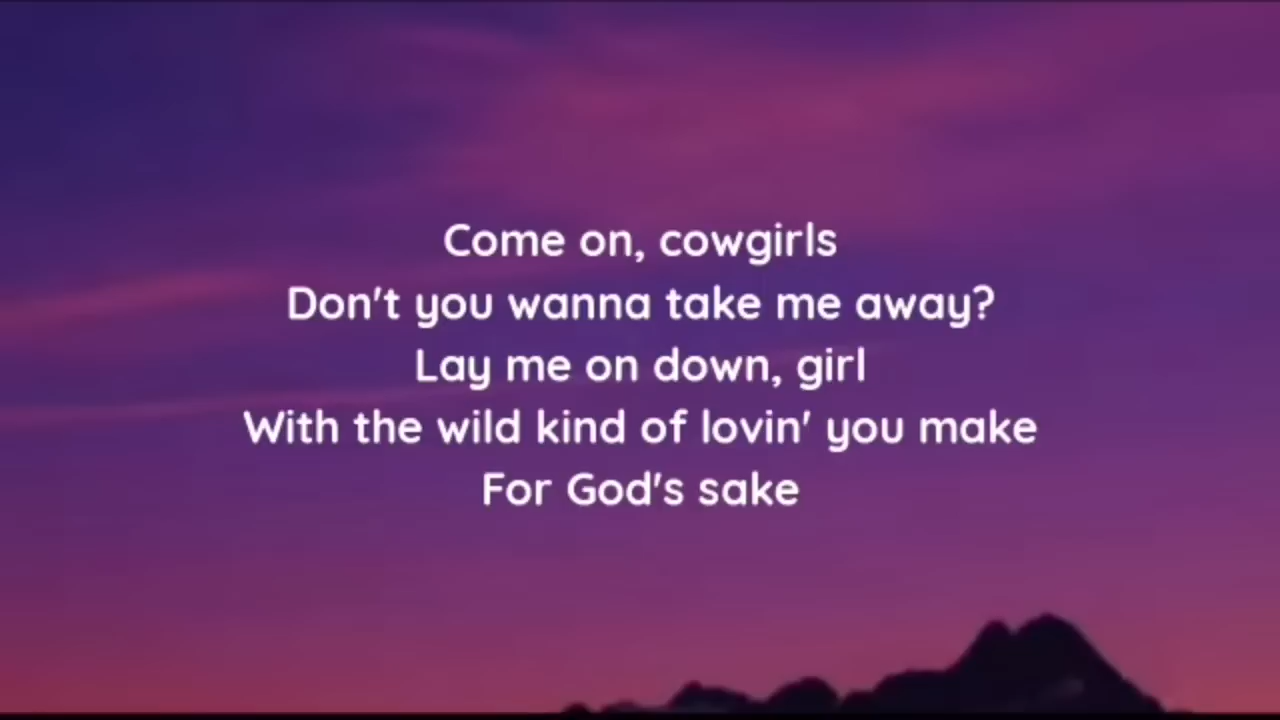 Come on, cowgirls
Don't you wanna take me away?
Lay me on down, girl
With the wild kind of lovin' you make
For God's sake